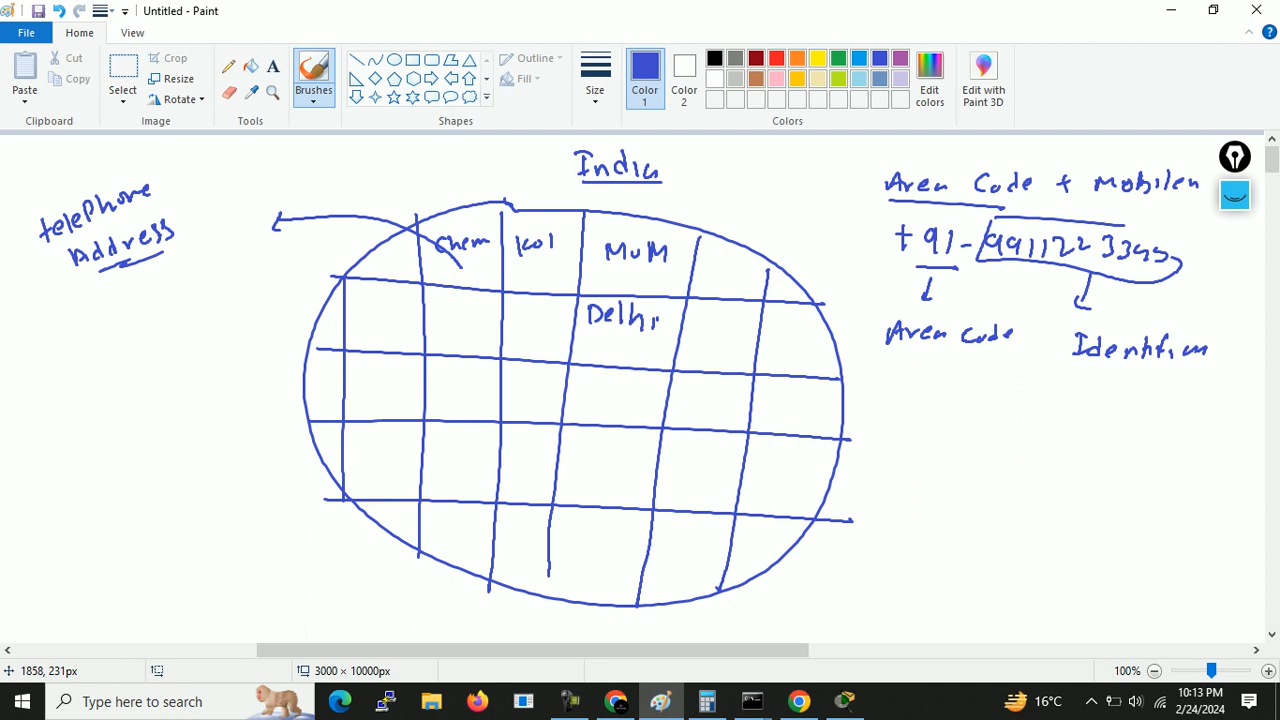 Untitled - Paint
File
Home
View
Paste
Cut
Copy
Clipboard
Select
Crop
Resize
Rotate
Image
Tools
Brushes
Shapes
Outline
Fill
Size
Color 1
Color 2
Edit colors
Edit with Paint 3D
Colors
India
telephone
Address
Chem
Kol
MuM
Delhi
Area Code + Mobilen
+91-
Area Code
1858, 231px
3000 × 10000px
100%
Type here to search
16°C
10:13 PM
2/24/2024